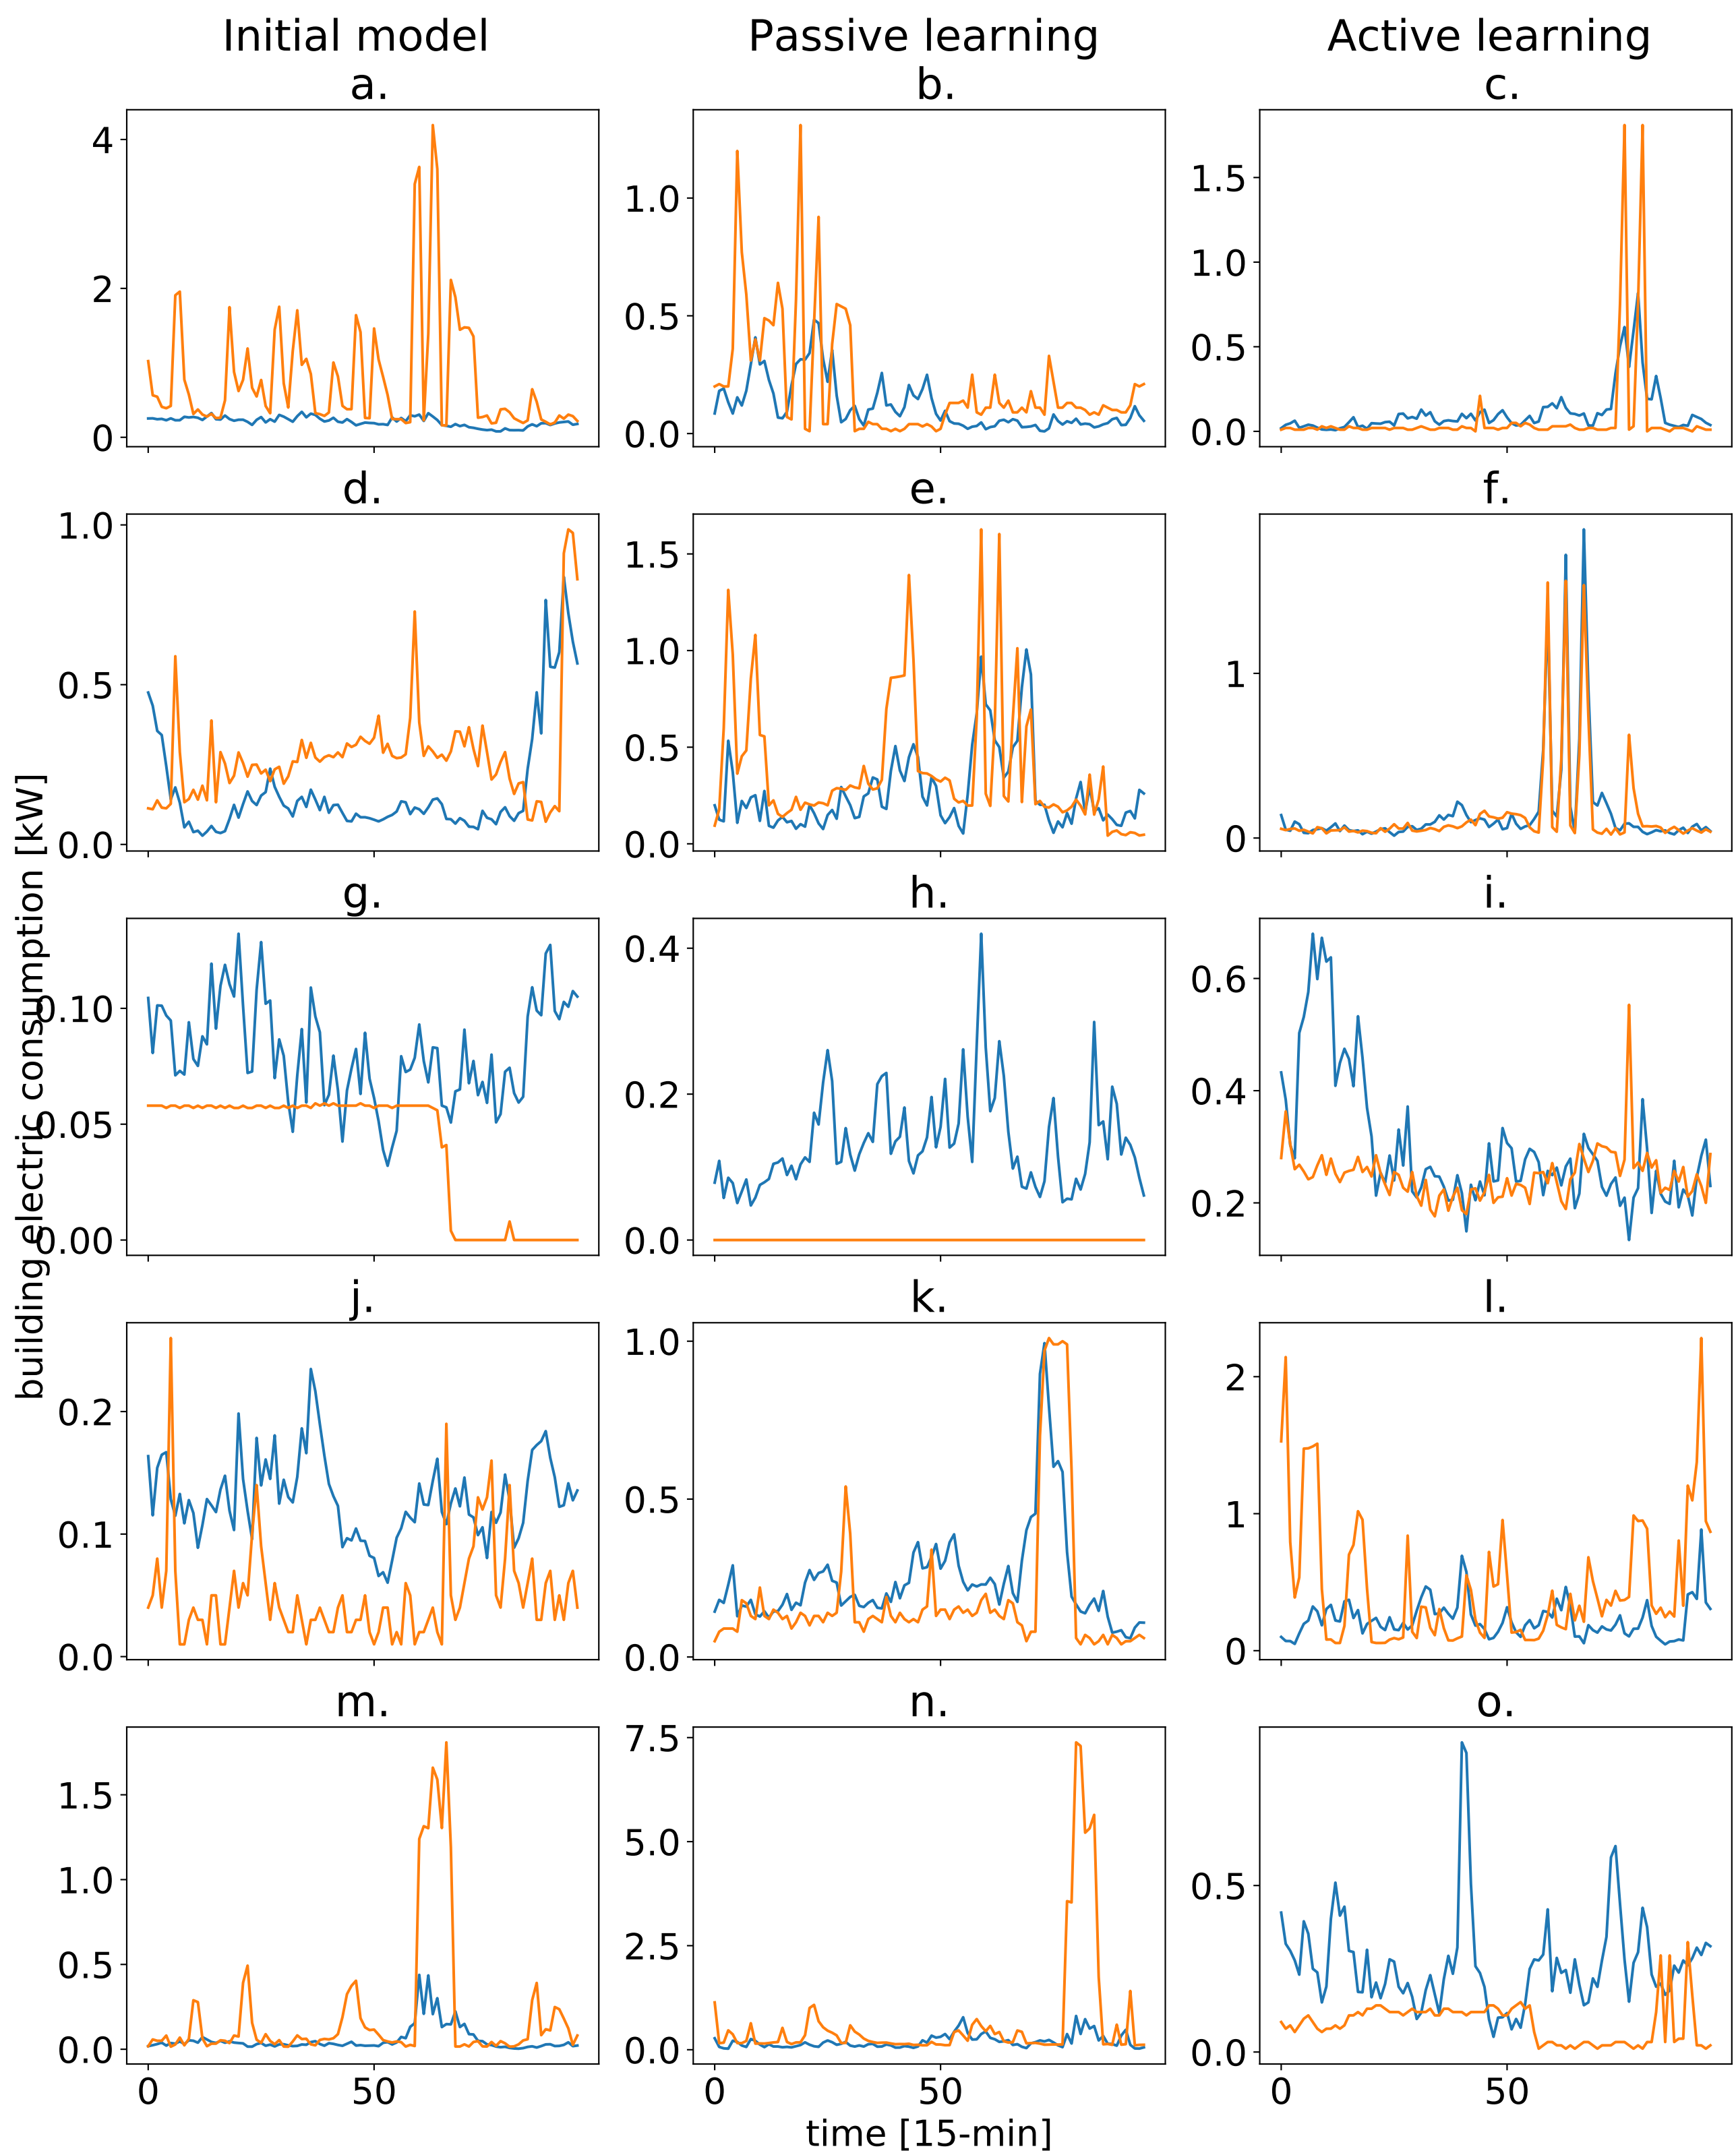 Initial model
Passive learning
Active learning
a.
b.
c.
4
2
0
1.0
0.5
0.0
1.5
1.0
0.5
0.0
d.
e.
f.
1.0
0.5
0.0
1.5
1.0
0.5
0.0
1
0
g.
h.
i.
0.10
0.05
0.00
0.4
0.2
0.0
0.6
0.4
0.2
j.
k.
l.
0.2
0.1
0.0
1.0
0.5
0.0
2
1
0
m.
n.
o.
1.5
1.0
0.5
0.0
7.5
5.0
2.5
0.0
0.5
0.0
0 50
0 50
0 50
building electric consumption [kW]
time [15-min]